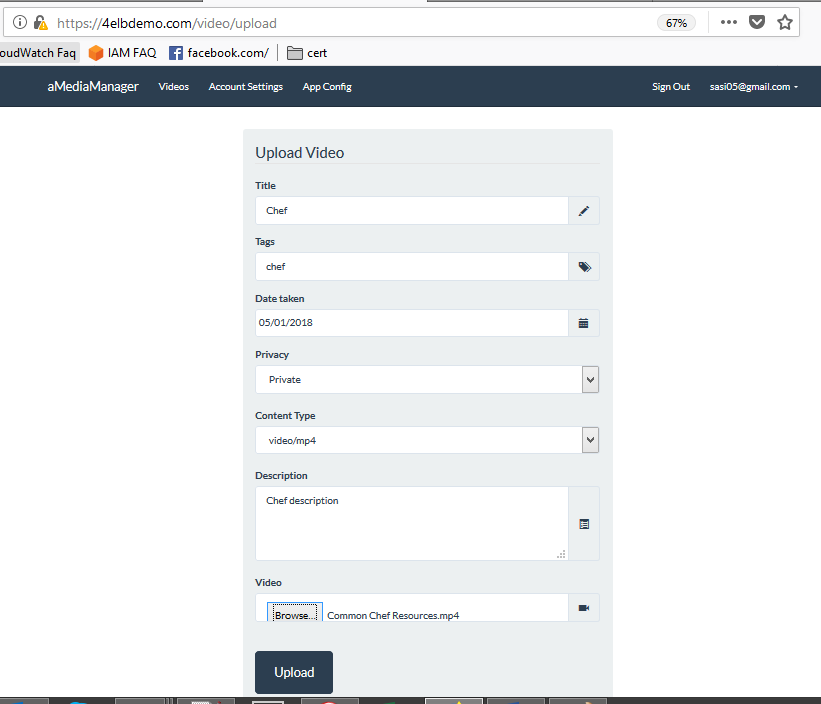 https://4elbdemo.com/video/upload 67%
oudWatch Faq IAM FAQ facebook.com/ cert
aMediaManager Videos Account Settings App Config Sign Out sasi05@gmail.com
Upload Video
Title
Chef
Tags
chef
Date taken
05/01/2018
Privacy
Private
Content Type
video/mp4
Description
Chef description
Video
Browse... Common Chef Resources.mp4
Upload